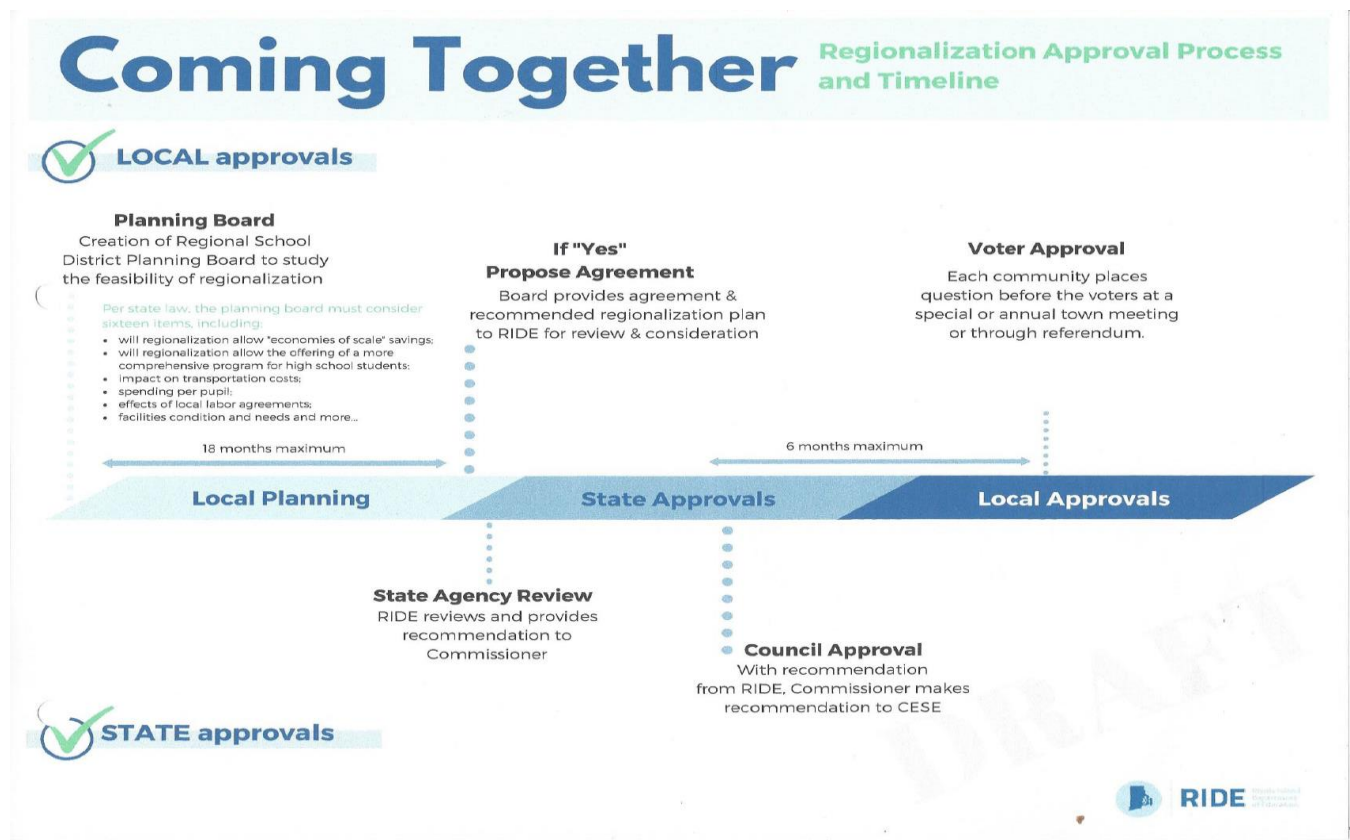 Coming Together
Regionalization Approval Process
and Timeline
LOCAL approvals
Planning Board
Creation of Regional School
District Planning Board to study
the feasibility of regionalization
Per state law, the planning board must consider
sixteen items, including:
• will regionalization allow "economies of scale" savings;
• will regionalization allow the offering of a more
comprehensive program for high school students;
• impact on transportation costs;
• spending per pupil;
• effects of local labor agreements;
• facilities condition and needs and more...
18 months maximum
If "Yes"
Propose Agreement
Board provides agreement &
recommended regionalization plan
to RIDE for review & consideration
Voter Approval
Each community places
question before the voters at a
special or annual town meeting
or through referendum.
6 months maximum
Local Planning
State Approvals
Local Approvals
State Agency Review
RIDE reviews and provides
recommendation to
Commissioner
Council Approval
With recommendation
from RIDE, Commissioner makes
recommendation to CESE
STATE approvals
DRAFT
RIDE
Rhode Island
Department
of Education